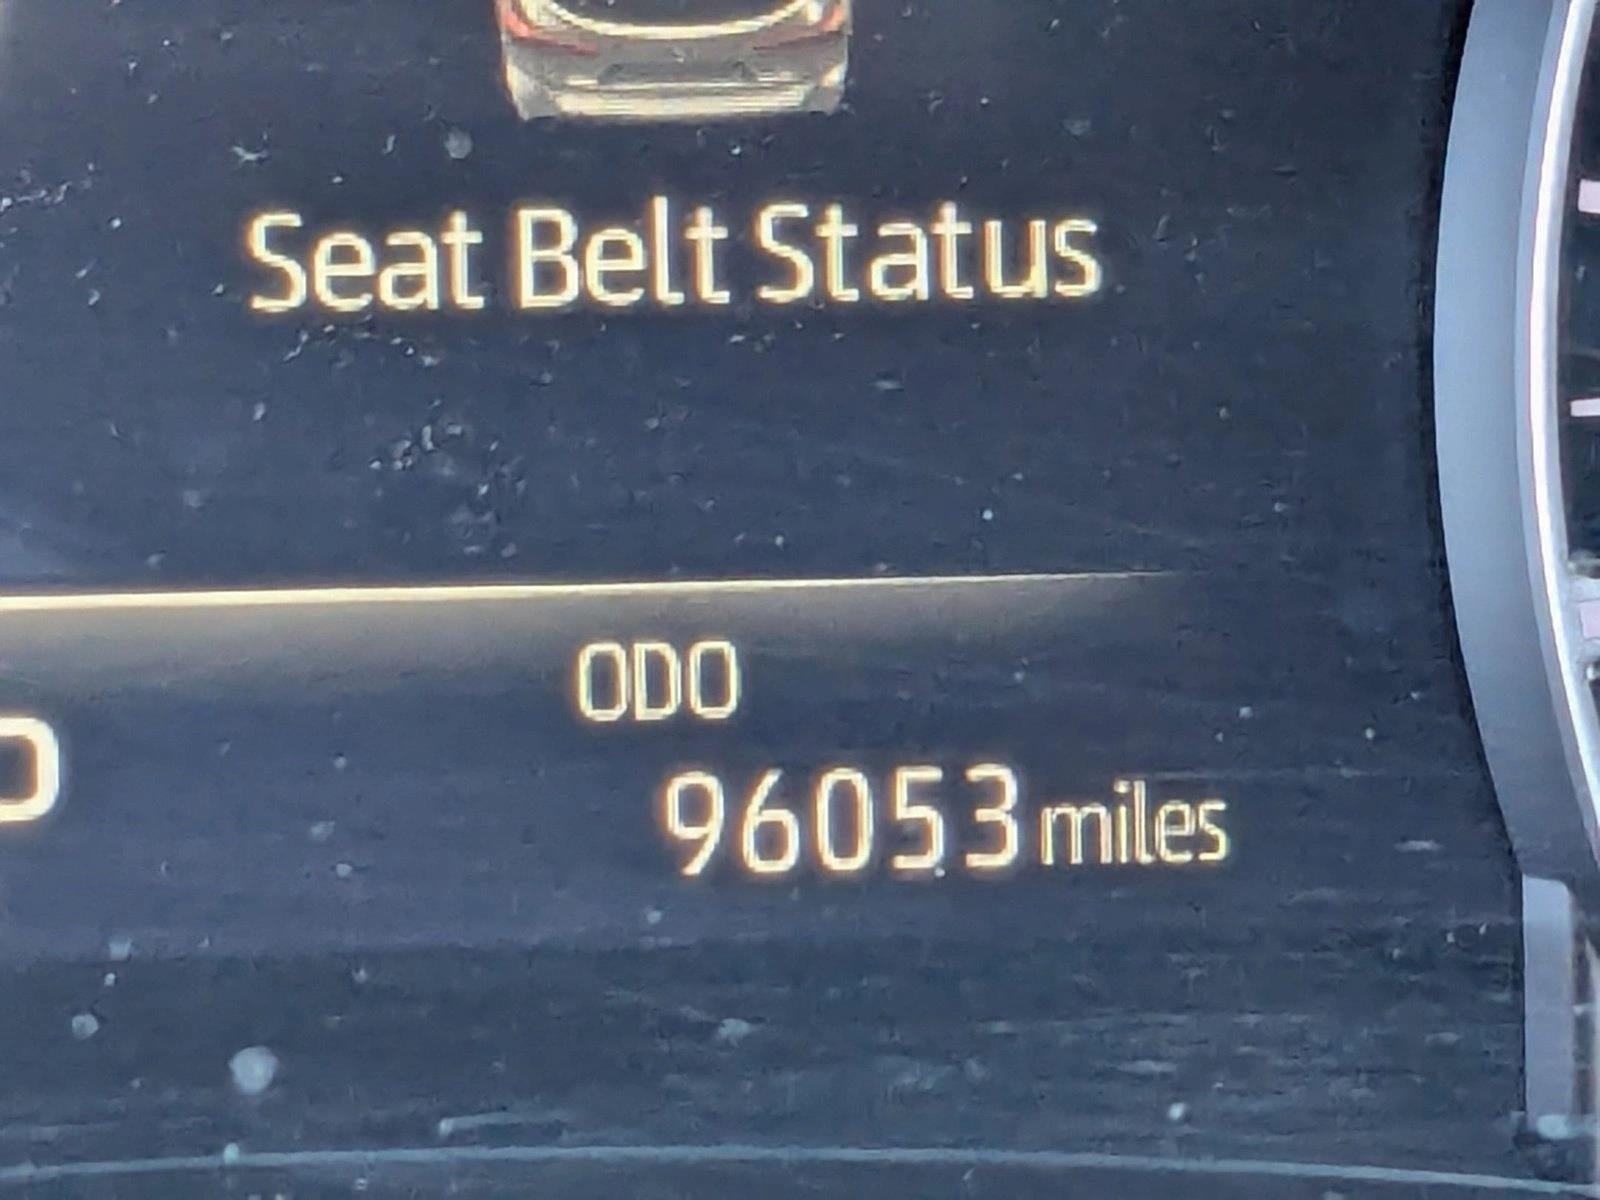 Seat Belt Status
ODO
P
96053 miles